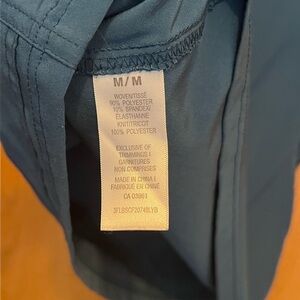 M/M
WOVEN/TISSÉ
90% POLYESTER
10% SPANDEX/
ÉLASTHANNE
KNIT/TRICOT
100% POLYESTER
EXCLUSIVE OF
TRIMMINGS /
GARNITURES
NON COMPRISES
MADE IN CHINA /
FABRIQUÉ EN CHINE
CA 03961